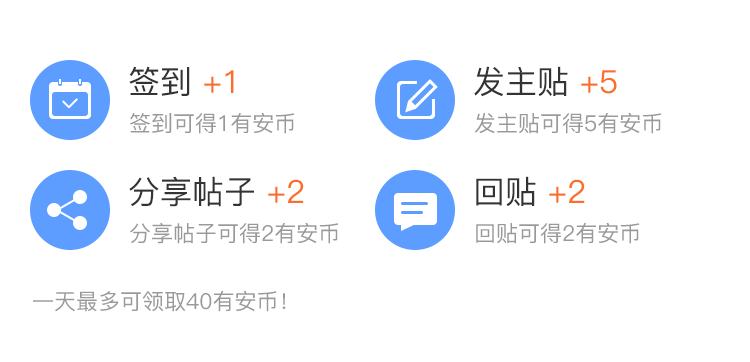 签到 +1
签到可得1有安币
发主贴 +5
发主贴可得5有安币
分享帖子 +2
分享帖子可得2有安币
回贴 +2
回贴可得2有安币
一天最多可领取40有安币!